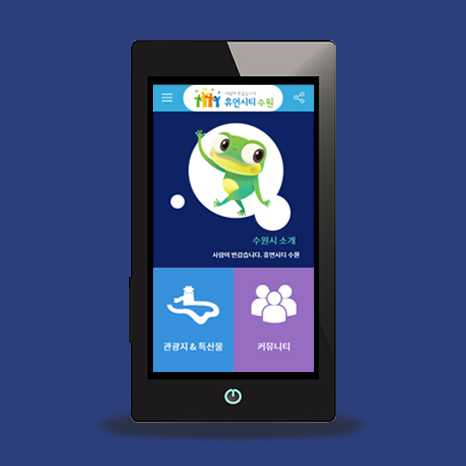 사람이 반갑습니다
휴먼시티 수원
수원시 소개
사람이 반갑습니다. 휴먼시티 수원
관광지 & 특산물
커뮤니티